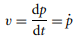 υ = dp/dt = ṗ